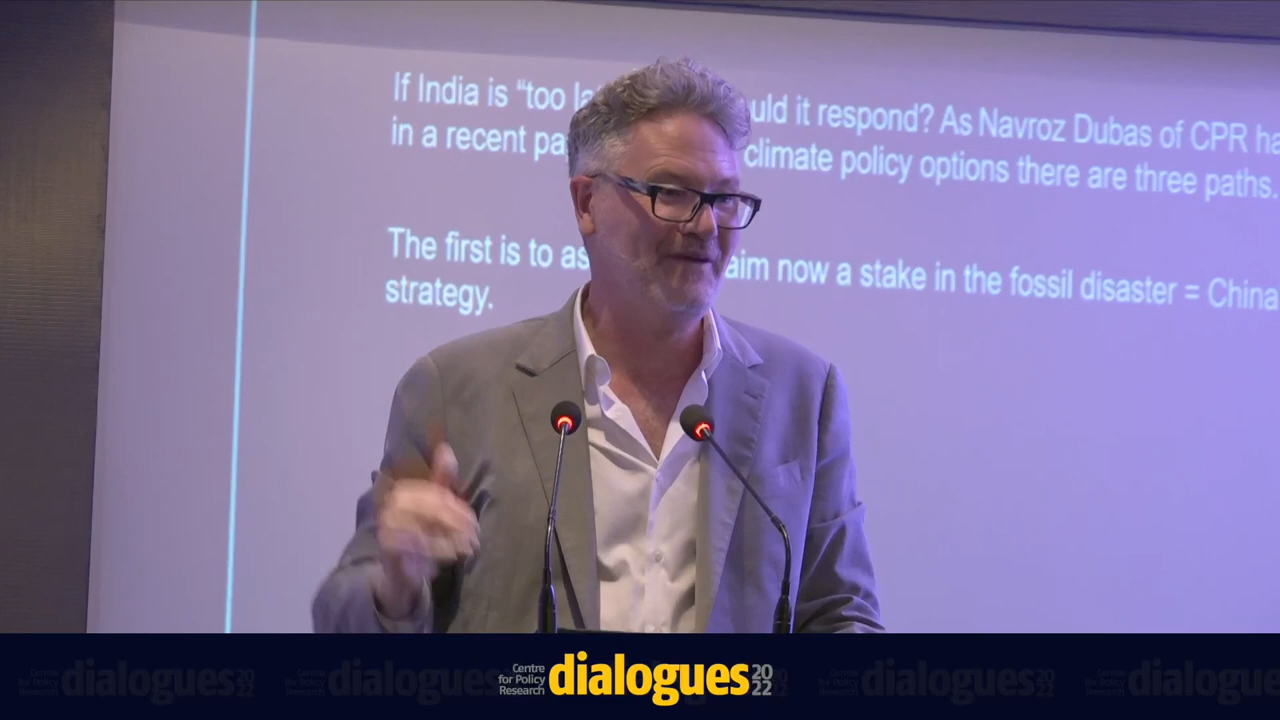 If India is “too la uld it respond? As Navroz Dubas of CPR ha
in a recent pa climate policy options there are three paths.
The first is to as aim now a stake in the fossil disaster = China
strategy.
Centre
for Policy
Research
dialogues
20
22